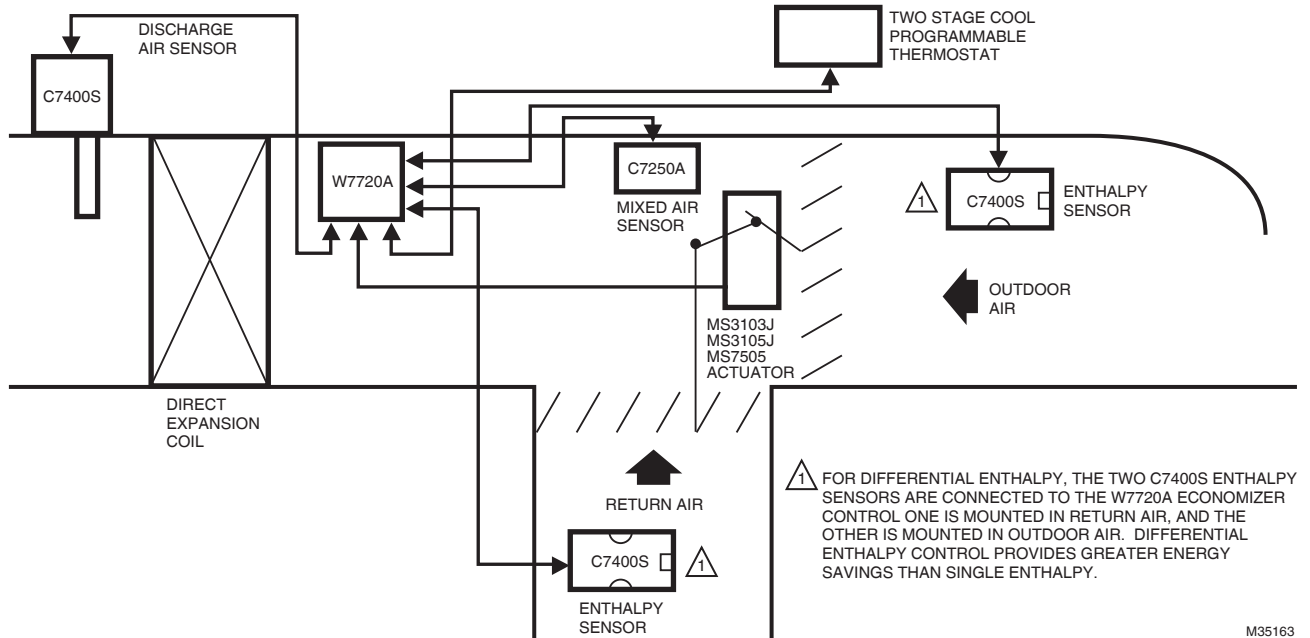 DISCHARGE
AIR SENSOR
C7400S
TWO STAGE COOL
PROGRAMMABLE
THERMOSTAT
W7720A
C7250A
MIXED AIR
SENSOR
1
C7400S
ENTHALPY
SENSOR
OUTDOOR
AIR
MS3103J
MS3105J
MS7505
ACTUATOR
DIRECT
EXPANSION
COIL
RETURN AIR
C7400S
1
ENTHALPY
SENSOR
1 FOR DIFFERENTIAL ENTHALPY, THE TWO C7400S ENTHALPY
SENSORS ARE CONNECTED TO THE W7720A ECONOMIZER
CONTROL ONE IS MOUNTED IN RETURN AIR, AND THE
OTHER IS MOUNTED IN OUTDOOR AIR. DIFFERENTIAL
ENTHALPY CONTROL PROVIDES GREATER ENERGY
SAVINGS THAN SINGLE ENTHALPY.
M35163